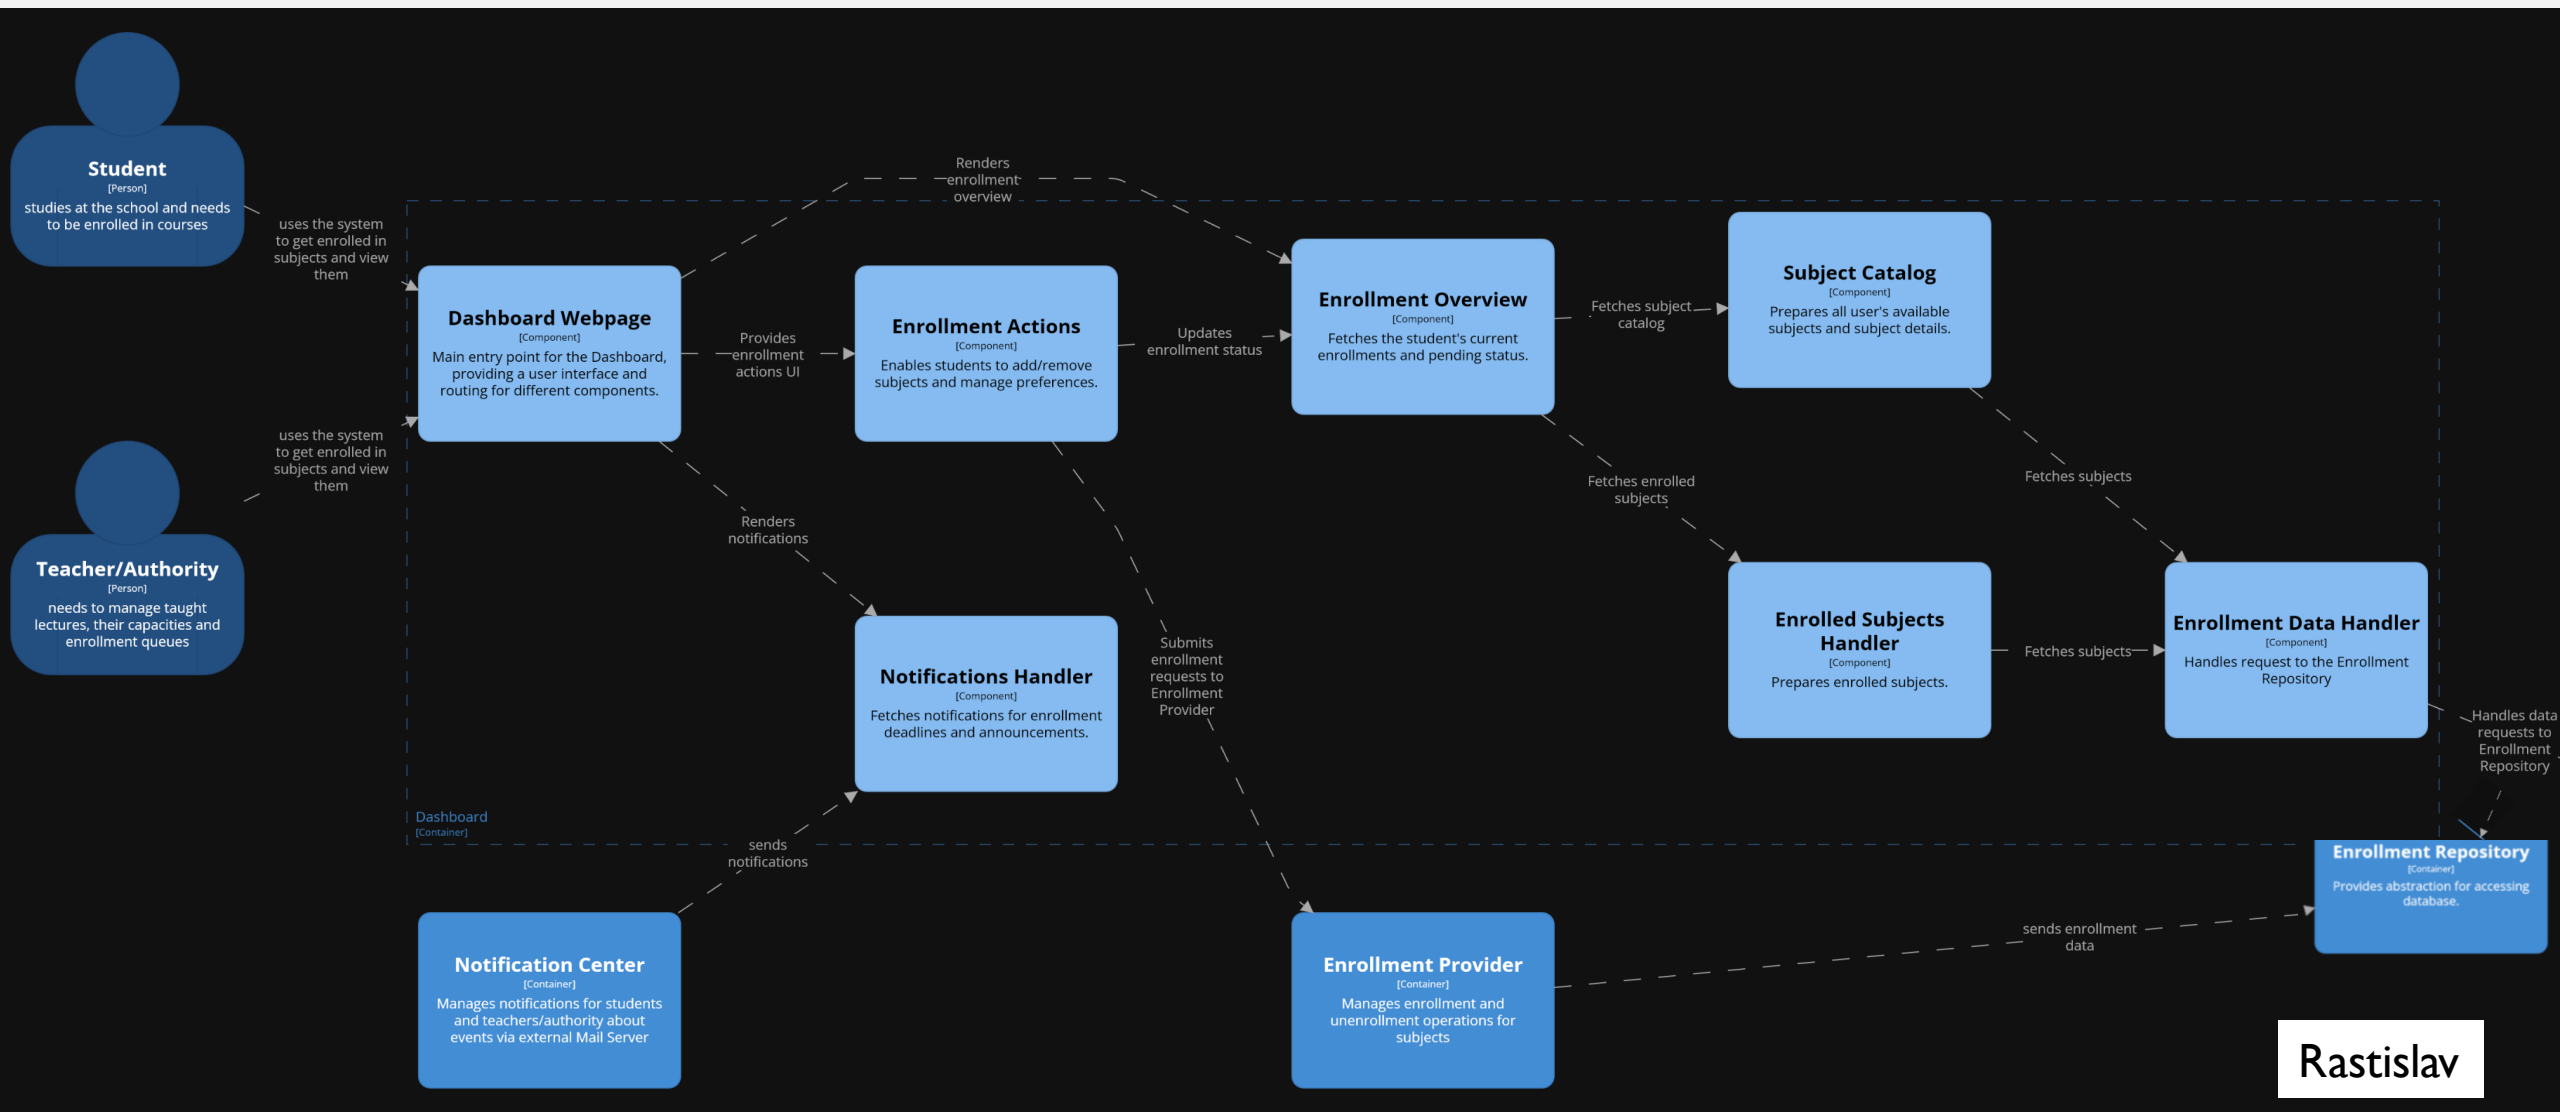 Student
[Person]
studies at the school and needs
to be enrolled in courses
uses the system
to get enrolled in
subjects and view
them
Teacher/Authority
[Person]
needs to manage taught
lectures, their capacities and
enrollment queues
uses the system
to get enrolled in
subjects and view
them
Dashboard Webpage
[Component]
Main entry point for the Dashboard,
providing a user interface and
routing for different components.
Renders
enrollment
overview
Provides
enrollment
actions UI
Renders
notifications
Enrollment Actions
[Component]
Enables students to add/remove
subjects and manage preferences.
Updates
enrollment status
Submits
enrollment
requests to
Enrollment
Provider
Notifications Handler
[Component]
Fetches notifications for enrollment
deadlines and announcements.
Enrollment Overview
[Component]
Fetches the student's current
enrollments and pending status.
Fetches subject
catalog
Fetches enrolled
subjects
Subject Catalog
[Component]
Prepares all user's available
subjects and subject details.
Fetches subjects
Enrolled Subjects
Handler
[Component]
Prepares enrolled subjects.
Fetches subjects
Enrollment Data Handler
[Component]
Handles request to the Enrollment
Repository
Handles data
requests to
Enrollment
Repository
Dashboard
[Container]
sends
notifications
Notification Center
[Container]
Manages notifications for students
and teachers/authority about
events via external Mail Server
Enrollment Provider
[Container]
Manages enrollment and
unenrollment operations for
subjects
sends enrollment
data
Enrollment Repository
[Container]
Provides abstraction for accessing
database.
Rastislav